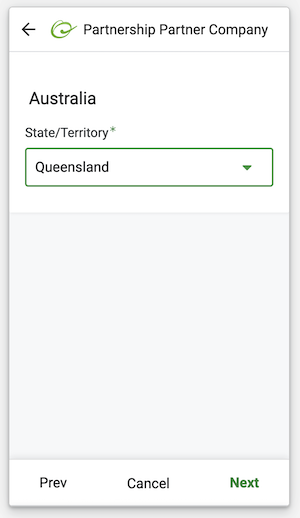 Partnership Partner Company
Australia
State/Territory*
Queensland
Prev Cancel Next